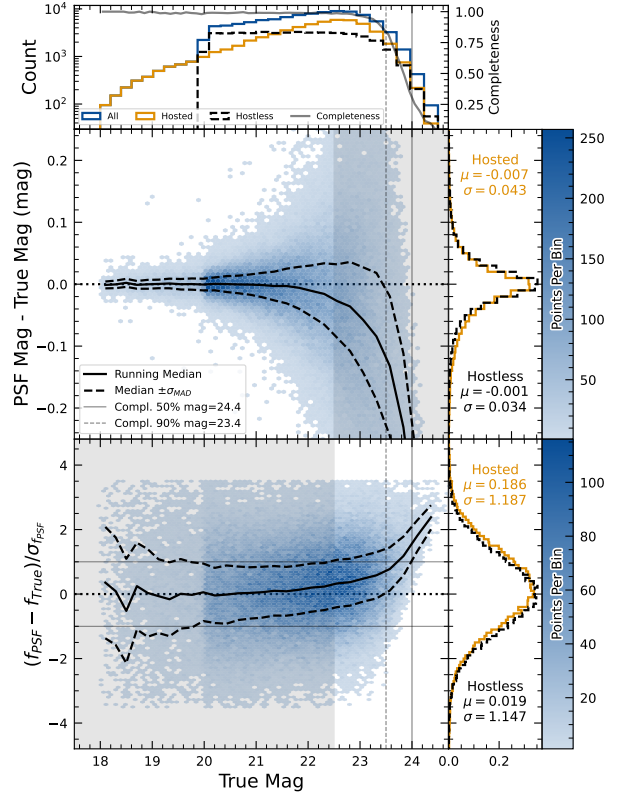 10⁴
10³
10²
Count
1.00
0.75
0.50
0.25
Completeness
All
Hosted
Hostless
Completeness
0.2
0.1
0.0
−0.1
−0.2
PSF Mag - True Mag (mag)
Running Median
Median ±σ_MAD
Compl. 50% mag=24.4
Compl. 90% mag=23.4
Hosted
μ = -0.007
σ = 0.043
Hostless
μ = -0.001
σ = 0.034
250
200
150
100
50
Points Per Bin
4
2
0
−2
−4
(f_PSF − f_True)/σ_fPSF
Hosted
μ = 0.186
σ = 1.187
Hostless
μ = 0.019
σ = 1.147
100
80
60
40
20
Points Per Bin
18 19 20 21 22 23 24 0.0 0.2
True Mag